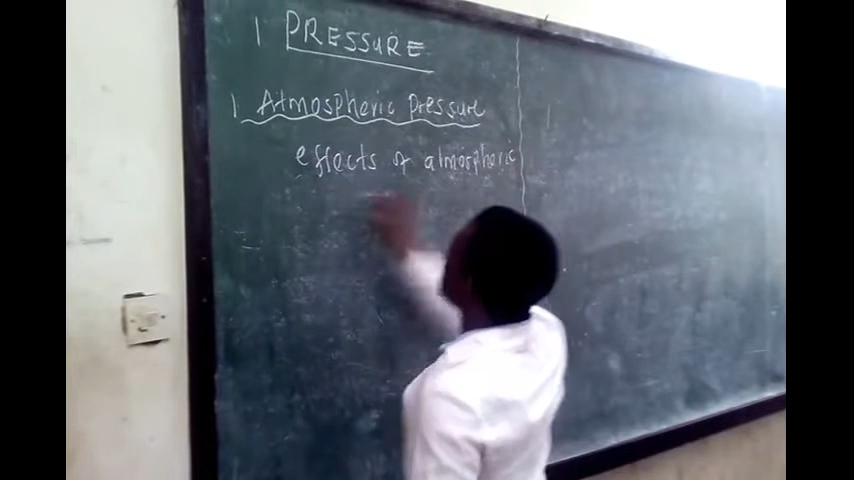 1 PRESSURE
1 Atmospheric pressure
effects of atmospheric